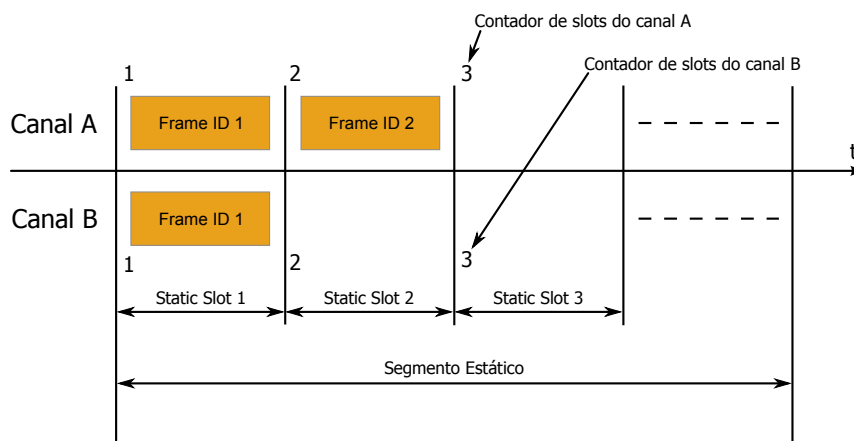 Contador de slots do canal A
1
2
3
Contador de slots do canal B
Canal A
Frame ID 1
Frame ID 2
t
Canal B
Frame ID 1
1
2
3
Static Slot 1
Static Slot 2
Static Slot 3
Segmento Estático